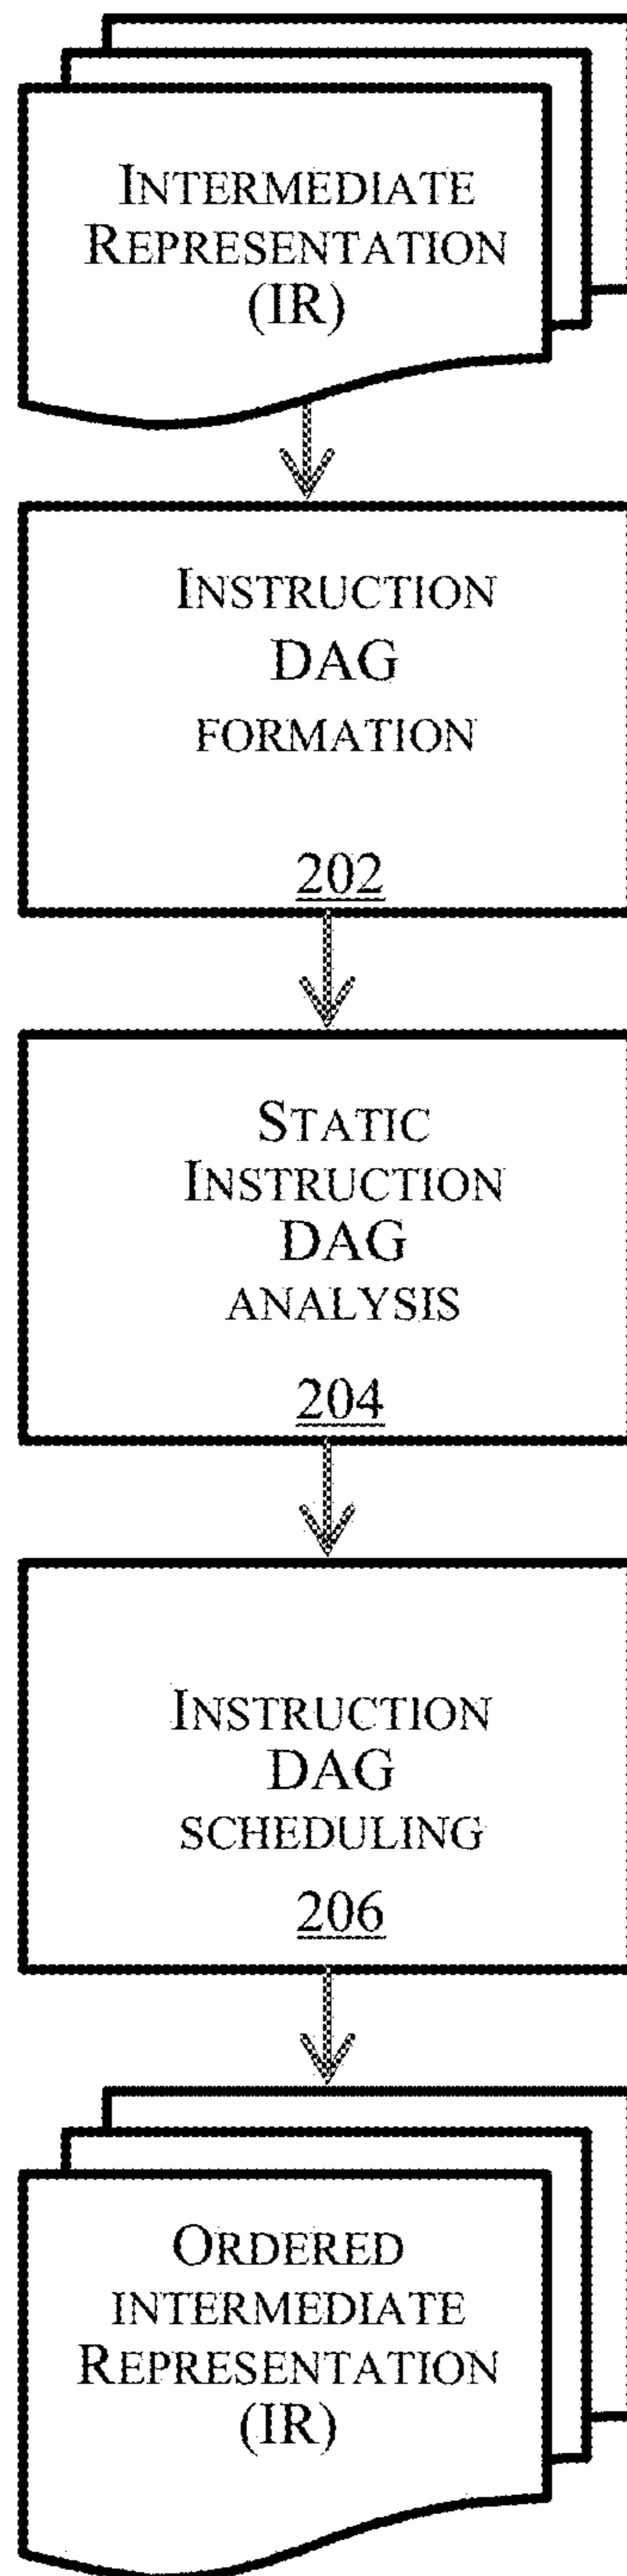 INTERMEDIATE
REPRESENTATION
(IR)
INSTRUCTION
DAG
FORMATION
202
STATIC
INSTRUCTION
DAG
ANALYSIS
204
INSTRUCTION
DAG
SCHEDULING
206
ORDERED
INTERMEDIATE
REPRESENTATION
(IR)